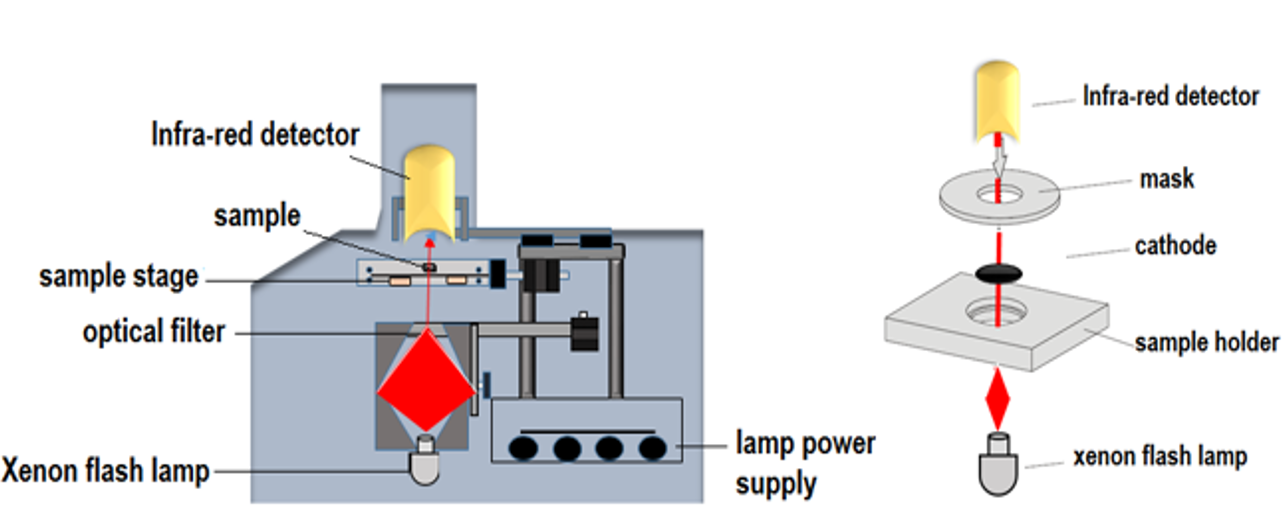 Infra-red detector
sample
sample stage
optical filter
Xenon flash lamp
lamp power
supply
Infra-red detector
mask
cathode
sample holder
xenon flash lamp